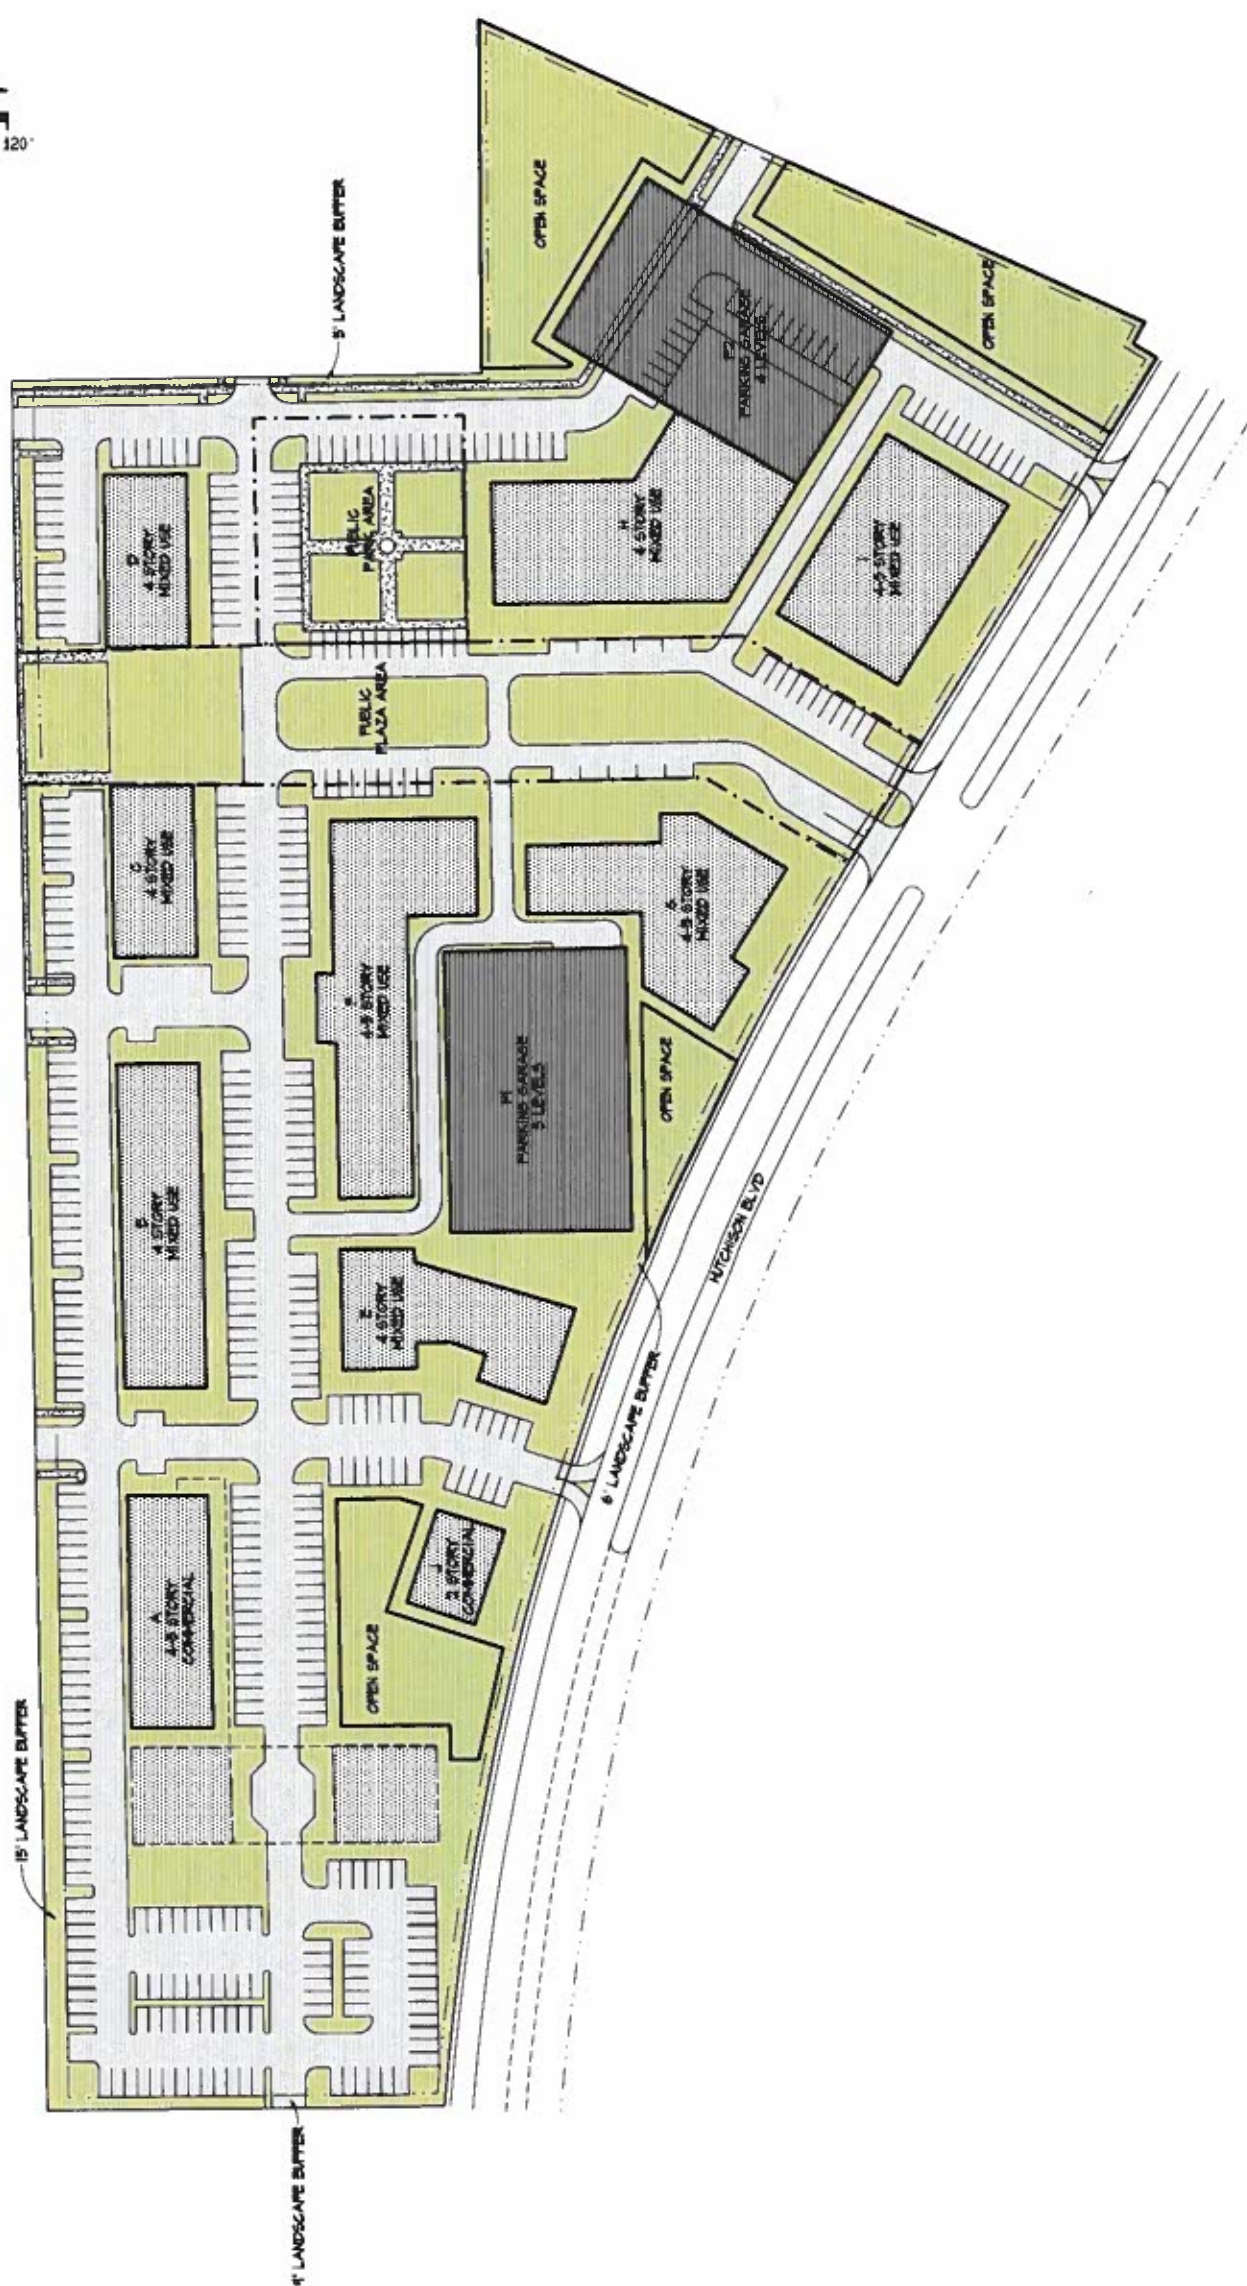 120'
5' LANDSCAPE BUFFER
OPEN SPACE
OPEN SPACE
P2
PARKING GARAGE
4 LEVELS
D
4 STORY
MIXED USE
PUBLIC
PARK AREA
H
4 STORY
MIXED USE
I
4-5 STORY
MIXED USE
PUBLIC
PLAZA AREA
C
4 STORY
MIXED USE
F
4-5 STORY
MIXED USE
G
4-5 STORY
MIXED USE
P1
PARKING GARAGE
5 LEVELS
OPEN SPACE
B
4 STORY
MIXED USE
E
4 STORY
MIXED USE
HUTCHISON BLVD
6' LANDSCAPE BUFFER
A
4-5 STORY
COMMERCIAL
J
2 STORY
COMMERCIAL
OPEN SPACE
15' LANDSCAPE BUFFER
LANDSCAPE BUFFER